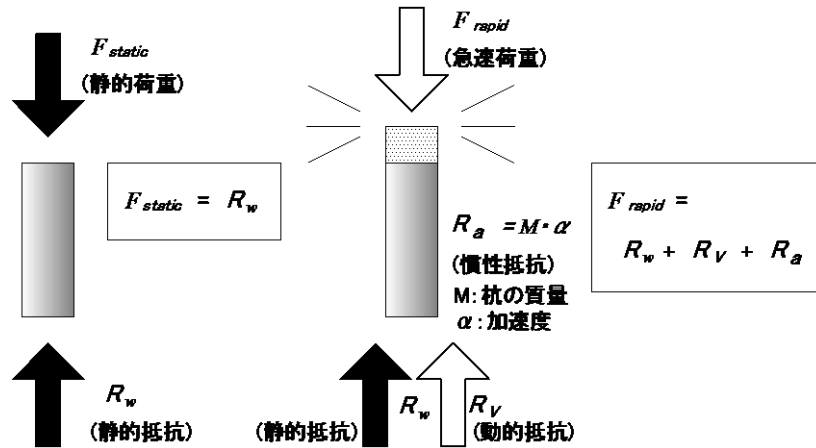 F static
(静的荷重)
F static = R w
R w
(静的抵抗)
F rapid
(急速荷重)
R a = M・α
(慣性抵抗)
M:杭の質量
α:加速度
(静的抵抗)
R w
R V
(動的抵抗)
F rapid =
R w + R V + R a